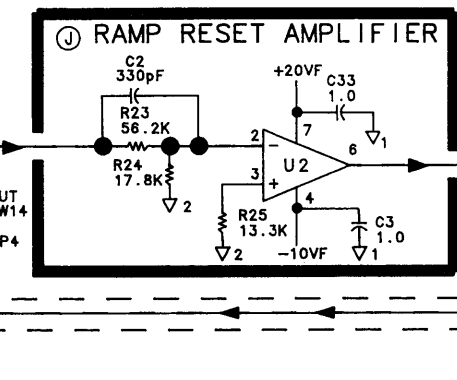 J RAMP RESET AMPLIFIER
C2
330pF
+20VF
C33
1.0
R23
56.2K
7
1
2
-
6
R24
U2
17.8K
3
+
2
4
UT
W14
R25
13.3K
C3
1.0
P4
2
-10VF
1